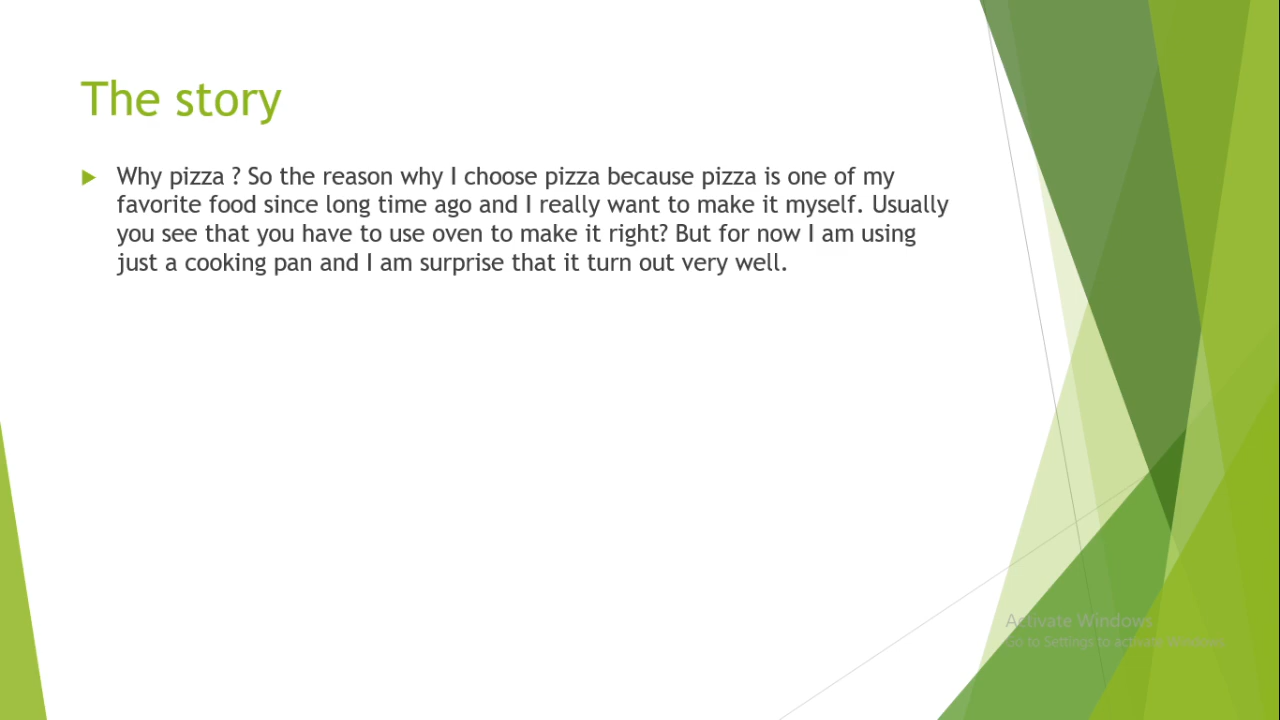 The story
Why pizza ? So the reason why I choose pizza because pizza is one of my
favorite food since long time ago and I really want to make it myself. Usually
you see that you have to use oven to make it right? But for now I am using
just a cooking pan and I am surprise that it turn out very well.
Activate Windows
Go to Settings to activate Windows.